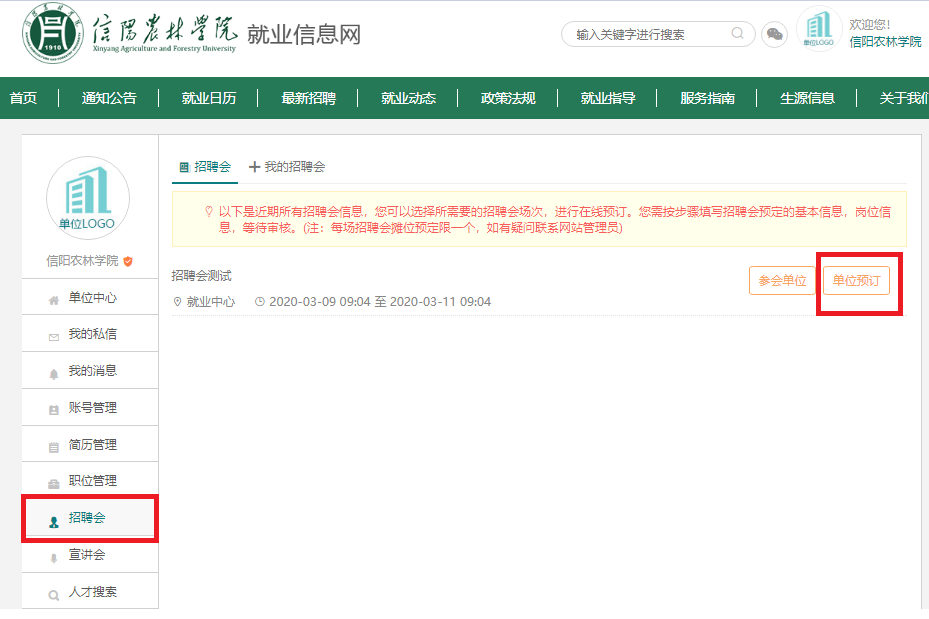 信阳农林学院
Xinyang Agriculture and Forestry University
1910
就业信息网
输入关键字进行搜索
单位LOGO
欢迎您!
信阳农林学院
首页
通知公告
就业日历
最新招聘
就业动态
政策法规
就业指导
服务指南
生源信息
关于我们
单位LOGO
信阳农林学院
单位中心
我的私信
我的消息
账号管理
简历管理
职位管理
招聘会
宣讲会
人才搜索
招聘会
我的招聘会
以下是近期所有招聘会信息，您可以选择所需要的招聘会场次，进行在线预订。您需按步骤填写招聘会预定的基本信息，岗位信
息，等待审核。(注：每场招聘会摊位预定限一个，如有疑问联系网站管理员)
招聘会测试
就业中心 2020-03-09 09:04 至 2020-03-11 09:04
参会单位
单位预订